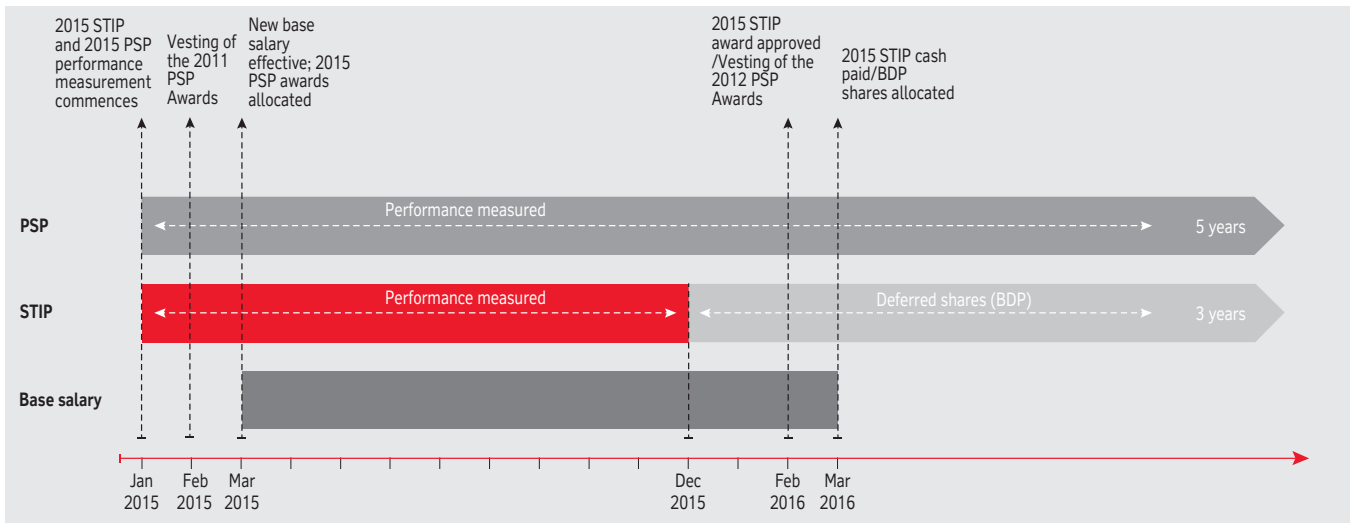 2015 STIP
and 2015 PSP
performance
measurement
commences
Vesting of
the 2011
PSP
Awards
New base
salary
effective; 2015
PSP awards
allocated
2015 STIP
award approved
/Vesting of the
2012 PSP
Awards
2015 STIP cash
paid/BDP
shares allocated
PSP
Performance measured
5 years
STIP
Performance measured
Deferred shares (BDP)
3 years
Base salary
Jan
2015
Feb
2015
Mar
2015
Dec
2015
Feb
2016
Mar
2016